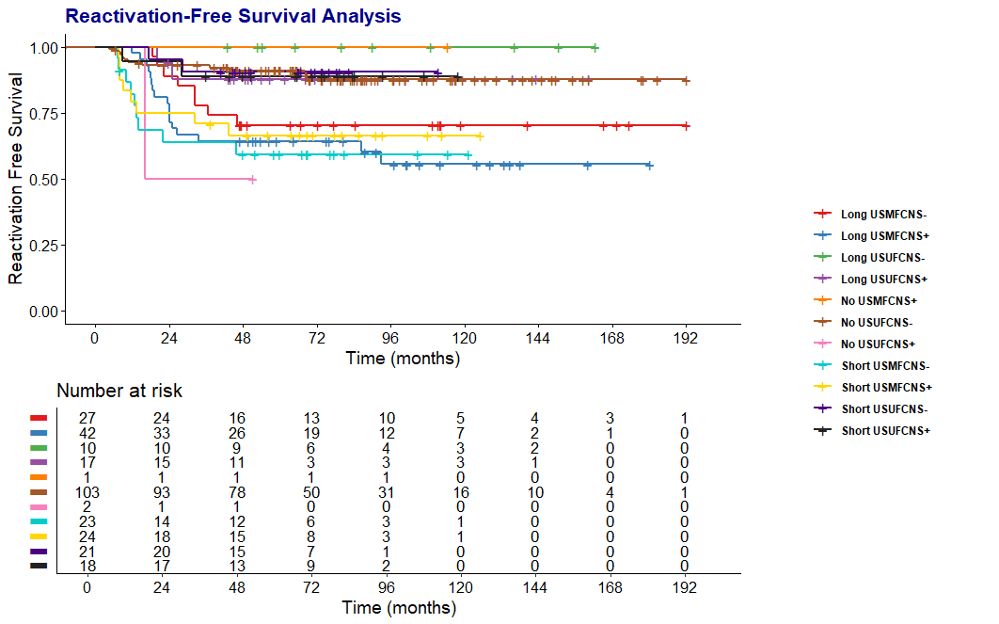 Reactivation-Free Survival Analysis
Reactivation Free Survival
1.00
0.75
0.50
0.25
0.00
0 24 48 72 96 120 144 168 192
Time (months)
Long USMFCNS-
Long USMFCNS+
Long USUFCNS-
Long USUFCNS+
No USMFCNS+
No USUFCNS-
No USUFCNS+
Short USMFCNS-
Short USMFCNS+
Short USUFCNS-
Short USUFCNS+
Number at risk
27 24 16 13 10 5 4 3 1
42 33 26 19 12 7 2 1 0
10 10 9 6 4 3 2 0 0
17 15 11 3 3 3 1 0 0
1 1 1 1 1 0 0 0 0
103 93 78 50 31 16 10 4 1
2 1 1 0 0 0 0 0 0
23 14 12 6 3 1 0 0 0
24 18 15 8 3 1 0 0 0
21 20 15 7 1 0 0 0 0
18 17 13 9 2 0 0 0 0
0 24 48 72 96 120 144 168 192
Time (months)